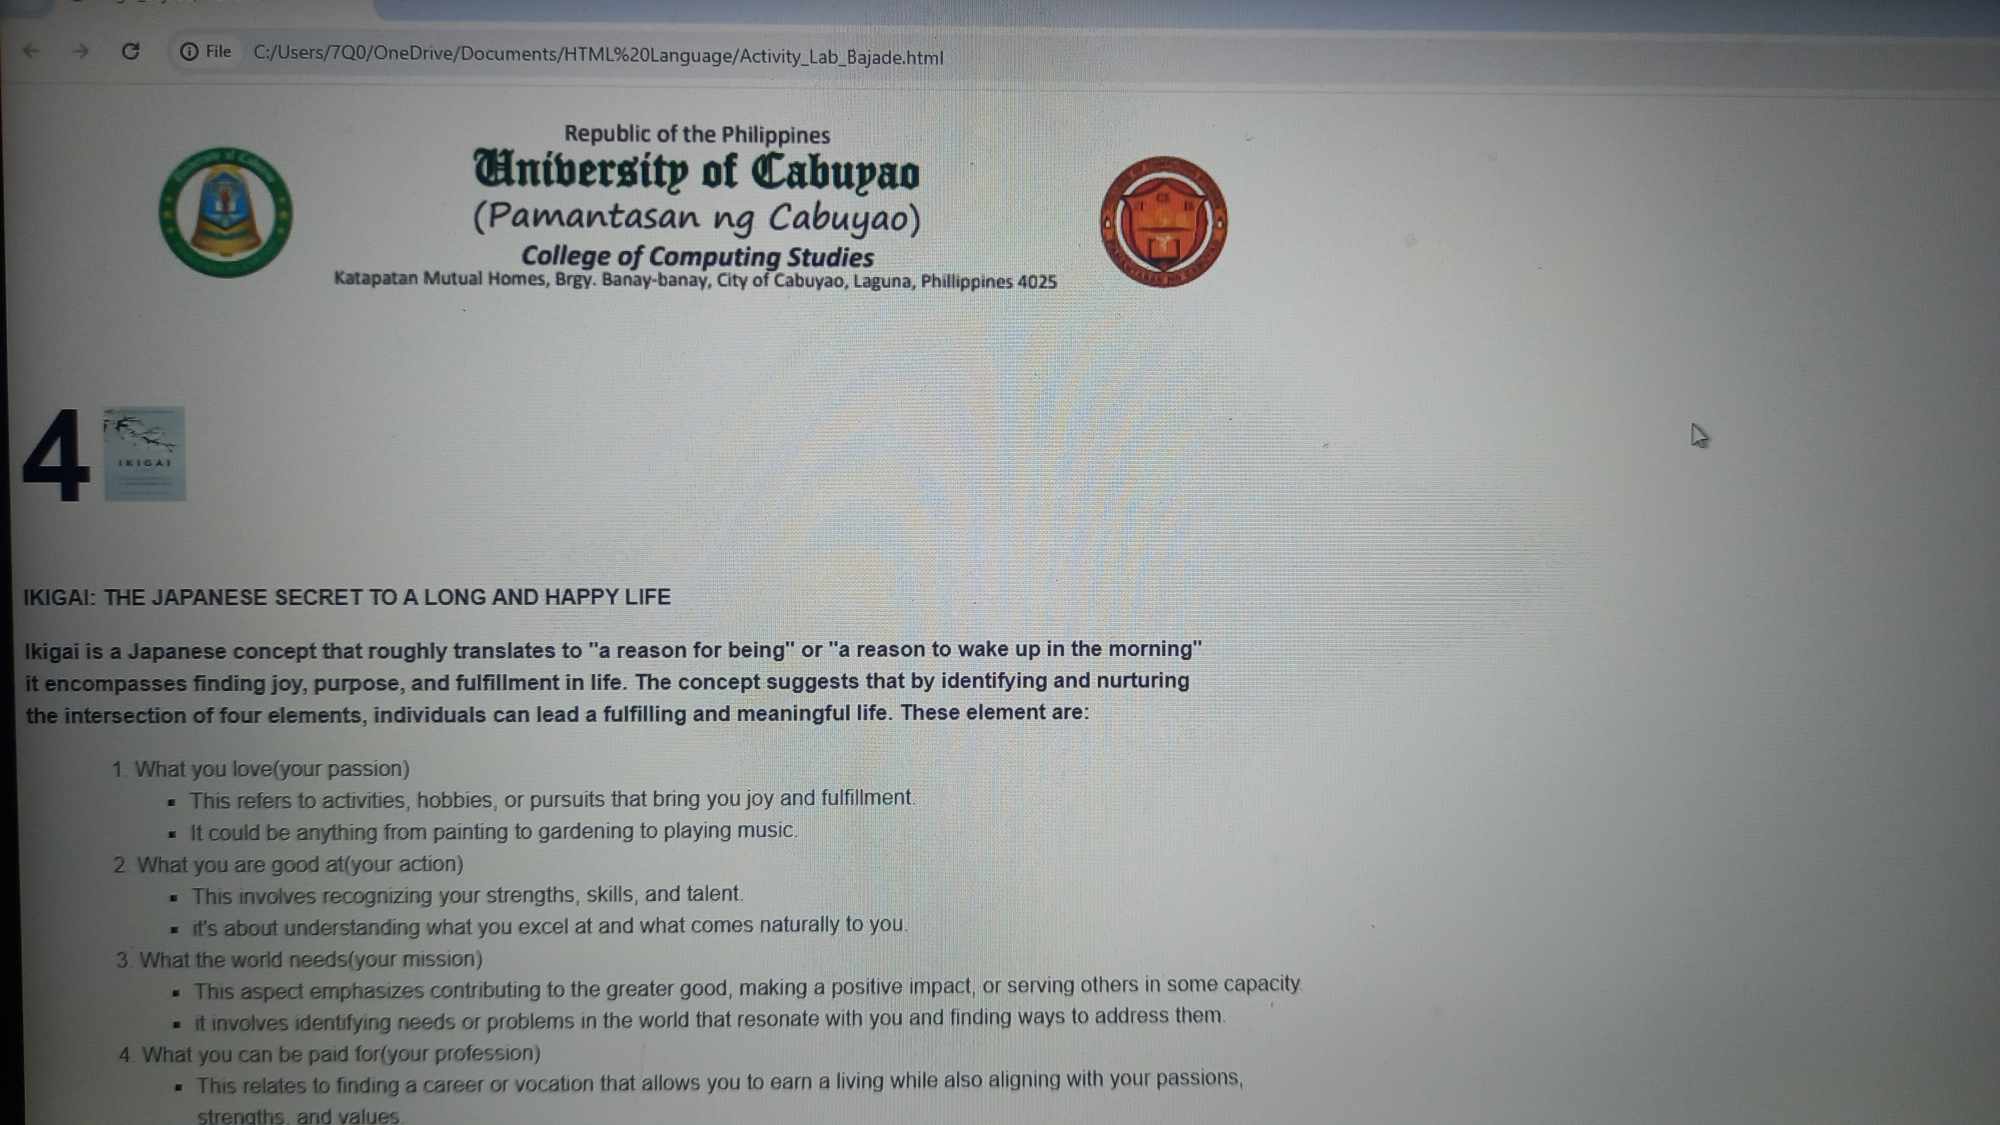 File C:/Users/7Q0/OneDrive/Documents/HTML%20Language/Activity_Lab_Bajade.html
Republic of the Philippines
University of Cabuyao
(Pamantasan ng Cabuyao)
College of Computing Studies
Katapatan Mutual Homes, Brgy. Banay-banay, City of Cabuyao, Laguna, Phillippines 4025
4
IKIGAI
IKIGAI: THE JAPANESE SECRET TO A LONG AND HAPPY LIFE
Ikigai is a Japanese concept that roughly translates to "a reason for being" or "a reason to wake up in the morning"
it encompasses finding joy, purpose, and fulfillment in life. The concept suggests that by identifying and nurturing
the intersection of four elements, individuals can lead a fulfilling and meaningful life. These element are:
1. What you love(your passion)
▪ This refers to activities, hobbies, or pursuits that bring you joy and fulfillment.
▪ It could be anything from painting to gardening to playing music.
2. What you are good at(your action)
▪ This involves recognizing your strengths, skills, and talent.
▪ it's about understanding what you excel at and what comes naturally to you.
3. What the world needs(your mission)
▪ This aspect emphasizes contributing to the greater good, making a positive impact, or serving others in some capacity.
▪ it involves identifying needs or problems in the world that resonate with you and finding ways to address them.
4. What you can be paid for(your profession)
▪ This relates to finding a career or vocation that allows you to earn a living while also aligning with your passions,
strengths, and values.